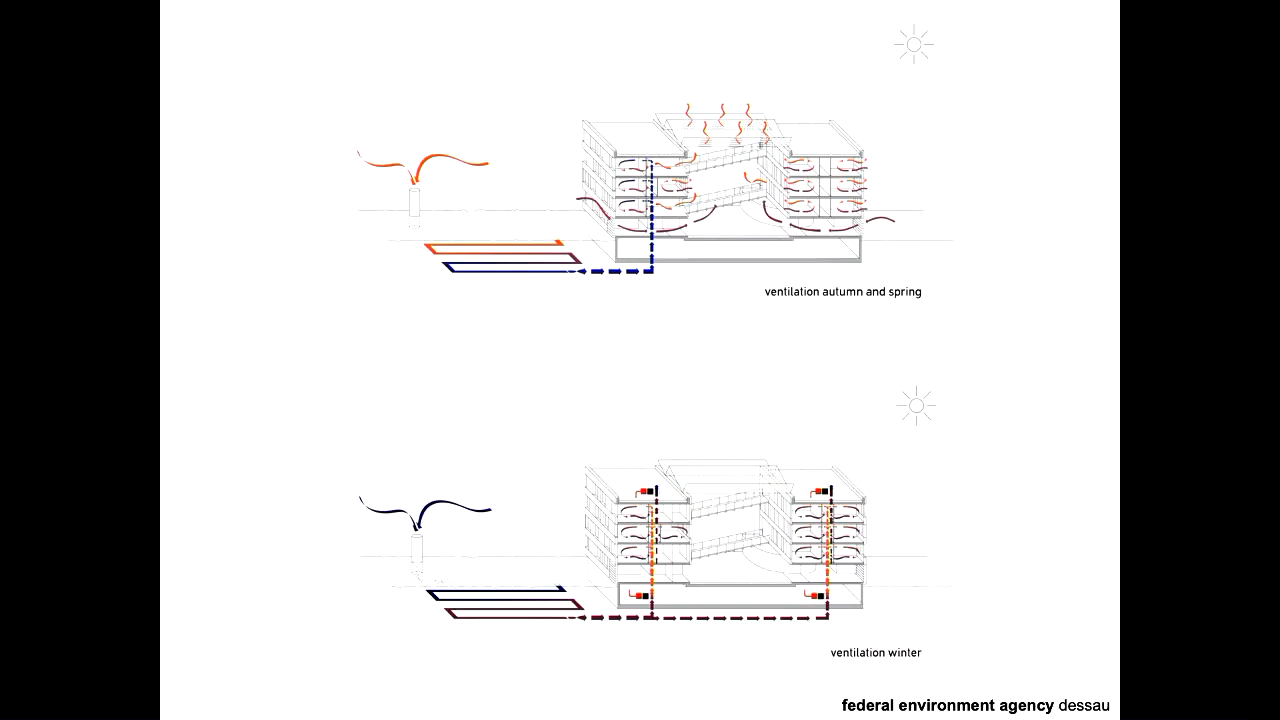 ventilation autumn and spring
ventilation winter
federal environment agency dessau